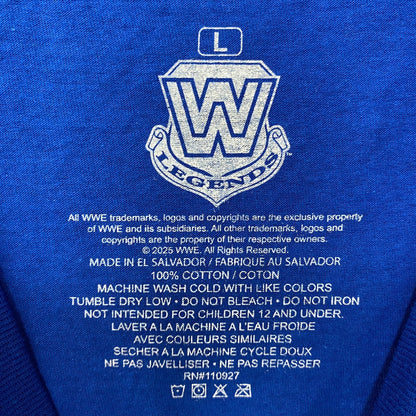 L
W
LEGENDS™
All WWE trademarks, logos and copyrights are the exclusive property
of WWE and its subsidiaries. All other trademarks, logos and
copyrights are the property of their respective owners.
© 2025 WWE. All Rights Reserved.
MADE IN EL SALVADOR / FABRIQUE AU SALVADOR
100% COTTON / COTON
MACHINE WASH COLD WITH LIKE COLORS
TUMBLE DRY LOW • DO NOT BLEACH • DO NOT IRON
NOT INTENDED FOR CHILDREN 12 AND UNDER.
LAVER A LA MACHINE A L'EAU FROIDE
AVEC COULEURS SIMILAIRES
SECHER A LA MACHINE CYCLE DOUX
NE PAS JAVELLISER • NE PAS REPASSER
RN#110927